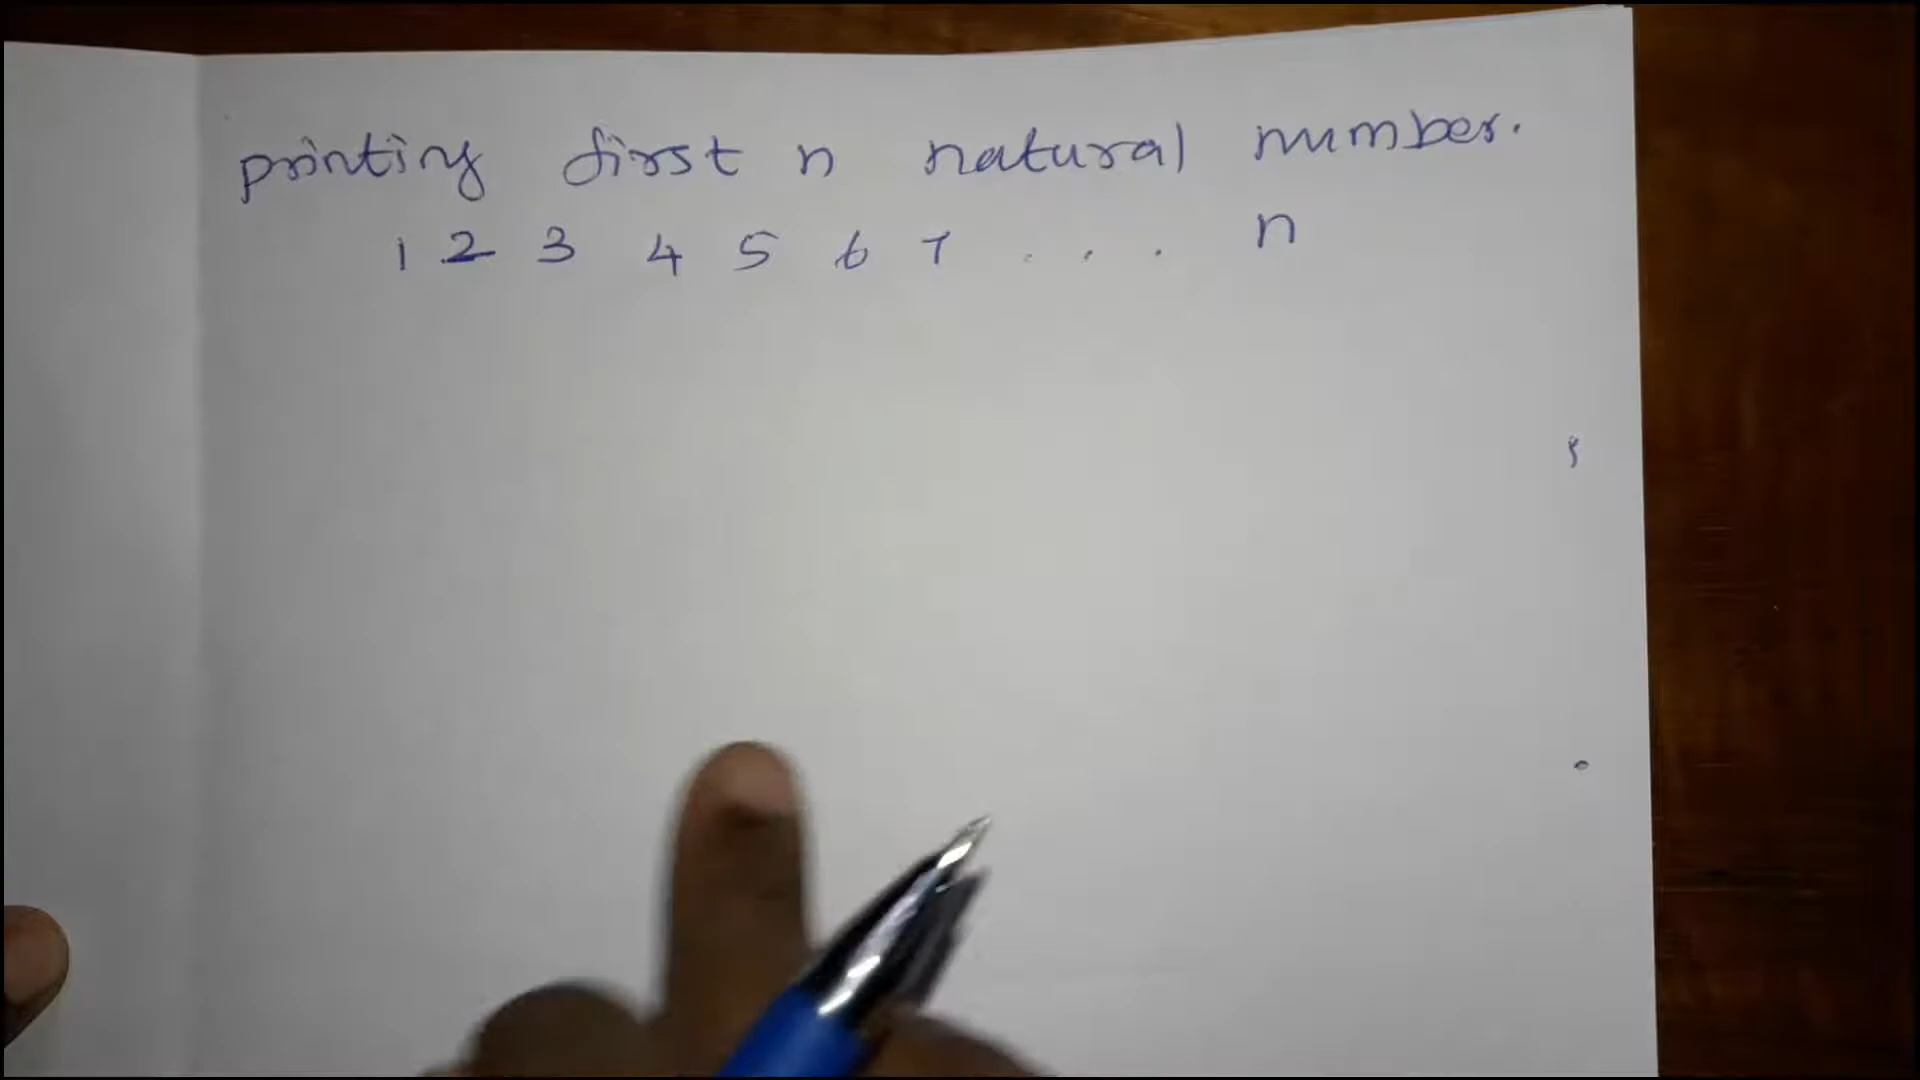 printing first n natural number.
1 2 3 4 5 6 7 . . . n